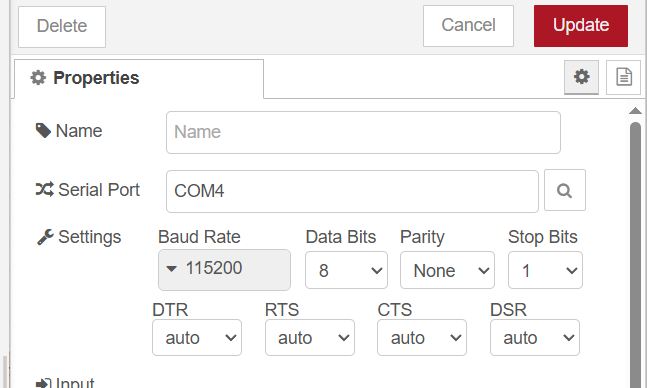 Delete Cancel Update
Properties
Name Name
Serial Port COM4
Settings Baud Rate Data Bits Parity Stop Bits
115200 8 None 1
DTR RTS CTS DSR
auto auto auto auto
Input